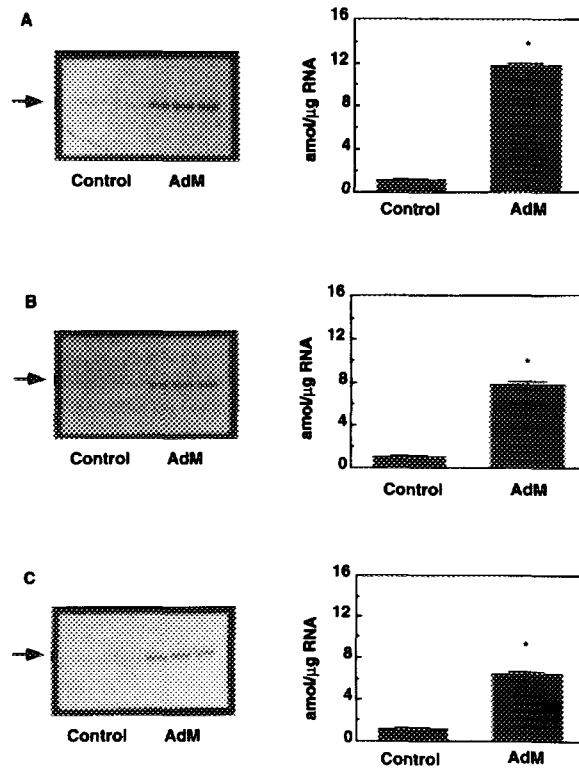 A
Control AdM
amol/µg RNA
16
12
8
4
0
*
Control AdM
B
Control AdM
amol/µg RNA
16
12
8
4
0
*
Control AdM
C
Control AdM
amol/µg RNA
16
12
8
4
0
*
Control AdM